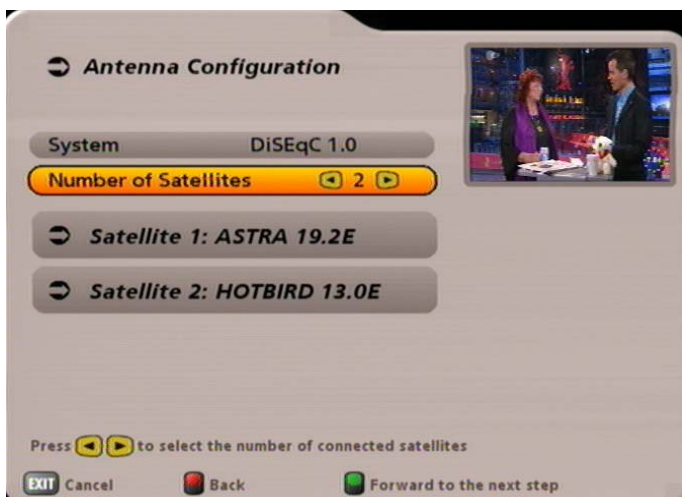 Antenna Configuration
System DiSEqC 1.0
Number of Satellites 2
Satellite 1: ASTRA 19.2E
Satellite 2: HOTBIRD 13.0E
Press to select the number of connected satellites
EXIT Cancel Back Forward to the next step